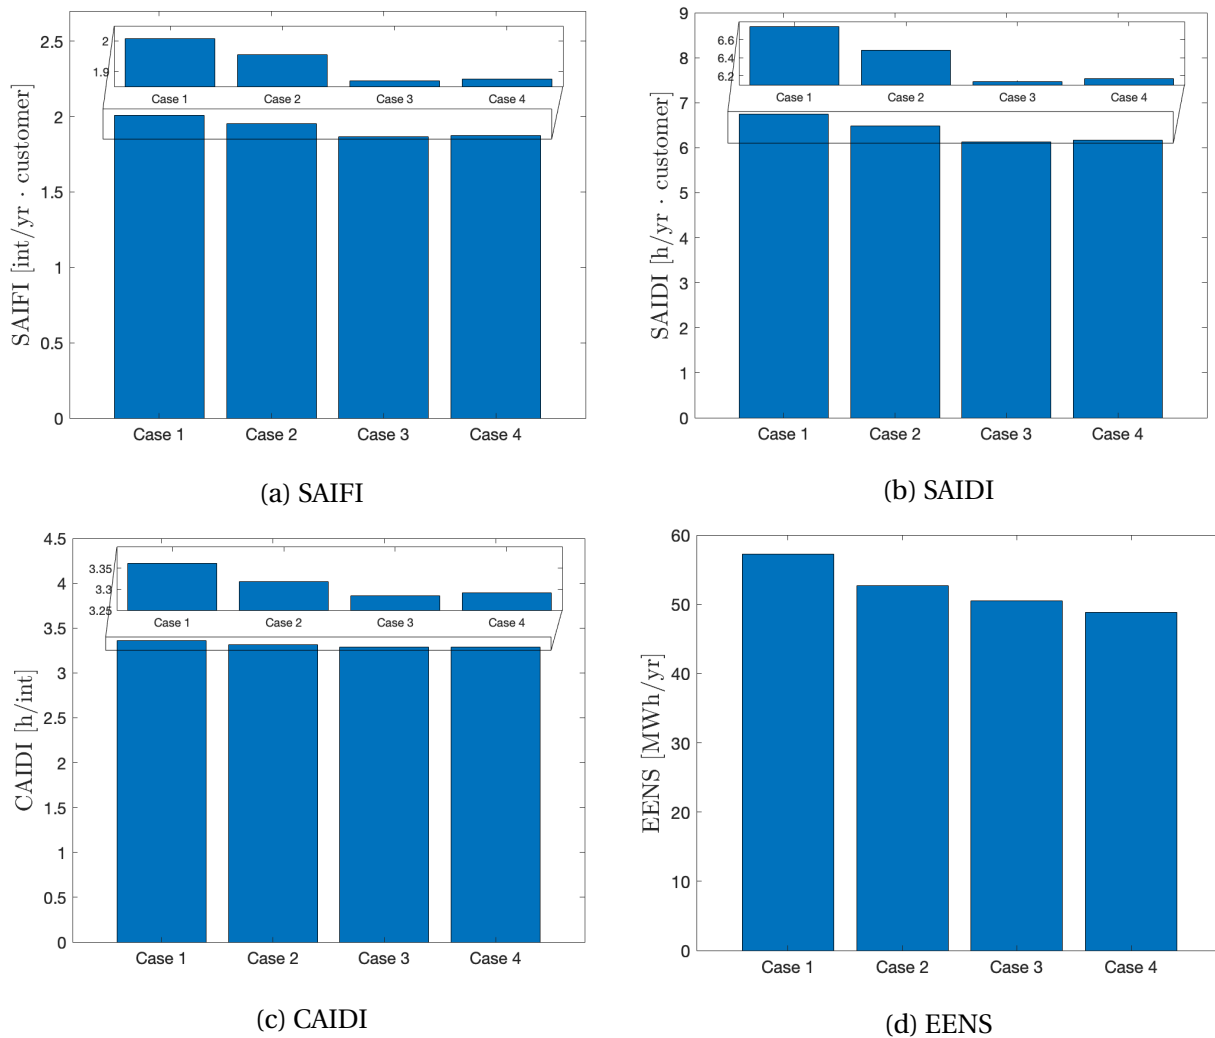 2.5
2
1.5
1
0.5
0
SAIFI [int/yr · customer]
2
1.9
Case 1 Case 2 Case 3 Case 4
Case 1 Case 2 Case 3 Case 4
(a) SAIFI
9
8
7
6
5
4
3
2
1
0
SAIDI [h/yr · customer]
6.6
6.4
6.2
Case 1 Case 2 Case 3 Case 4
Case 1 Case 2 Case 3 Case 4
(b) SAIDI
4.5
4
3.5
3
2.5
2
1.5
1
0.5
0
CAIDI [h/int]
3.35
3.3
3.25
Case 1 Case 2 Case 3 Case 4
Case 1 Case 2 Case 3 Case 4
(c) CAIDI
60
50
40
30
20
10
0
EENS [MWh/yr]
Case 1 Case 2 Case 3 Case 4
(d) EENS